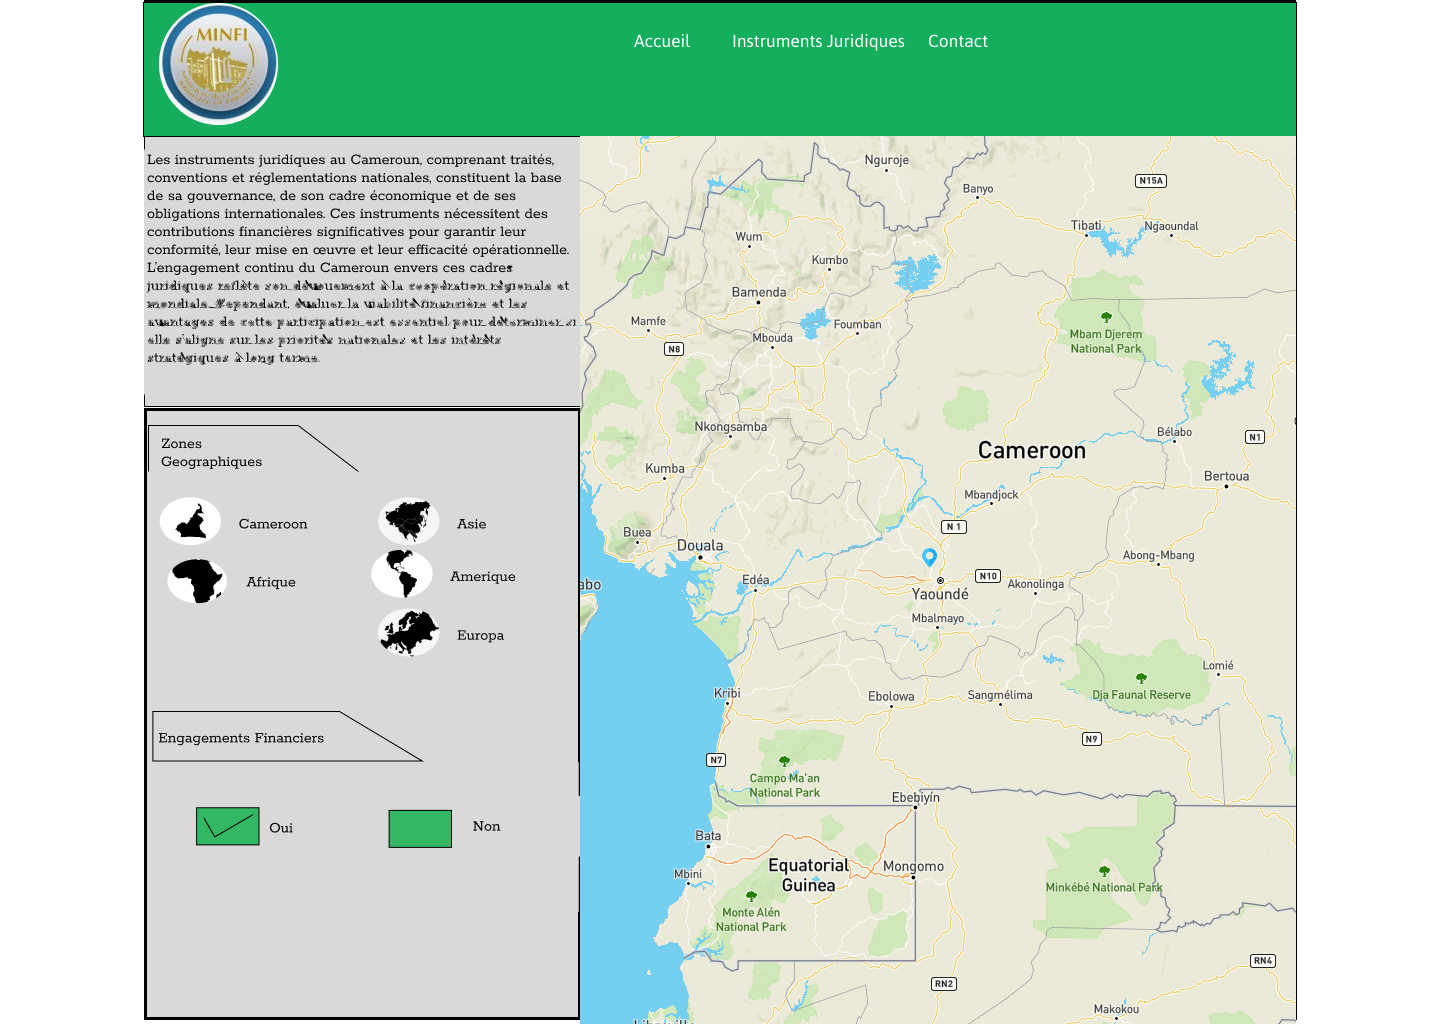 MINFI
Accueil
Instruments Juridiques
Contact
Les instruments juridiques au Cameroun, comprenant traités,
conventions et réglementations nationales, constituent la base
de sa gouvernance, de son cadre économique et de ses
obligations internationales. Ces instruments nécessitent des
contributions financières significatives pour garantir leur
conformité, leur mise en œuvre et leur efficacité opérationnelle.
L'engagement continu du Cameroun envers ces cadres
juridiques reflète son dévouement à la coopération régionale et
mondiale. Cependant, évaluer la viabilité financière et les
avantages de cette participation est essentiel pour déterminer si
elle s'aligne sur les priorités nationales et les intérêts
stratégiques à long terme.
Zones
Geographiques
Cameroon
Asie
Afrique
Amerique
Europa
Engagements Financiers
Oui
Non
Nguroje
Banyo
N15A
Tibati
Ngaoundal
Wum
Kumbo
Bamenda
Mamfe
Foumban
Mbouda
N8
Mbam Djerem
National Park
Nkongsamba
Bélabo
N1
Cameroon
Kumba
Bertoua
Mbandjock
Buea
N 1
Douala
Abong-Mbang
Edéa
N10
Akonolinga
abo
Yaoundé
Mbalmayo
Lomié
Kribi
Ebolowa
Sangmélima
Dja Faunal Reserve
N9
N7
Campo Ma'an
National Park
Ebebiyín
Bata
Equatorial
Guinea
Mongomo
Mbini
Minkébé National Park
Monte Alén
National Park
RN4
RN2
Makokou